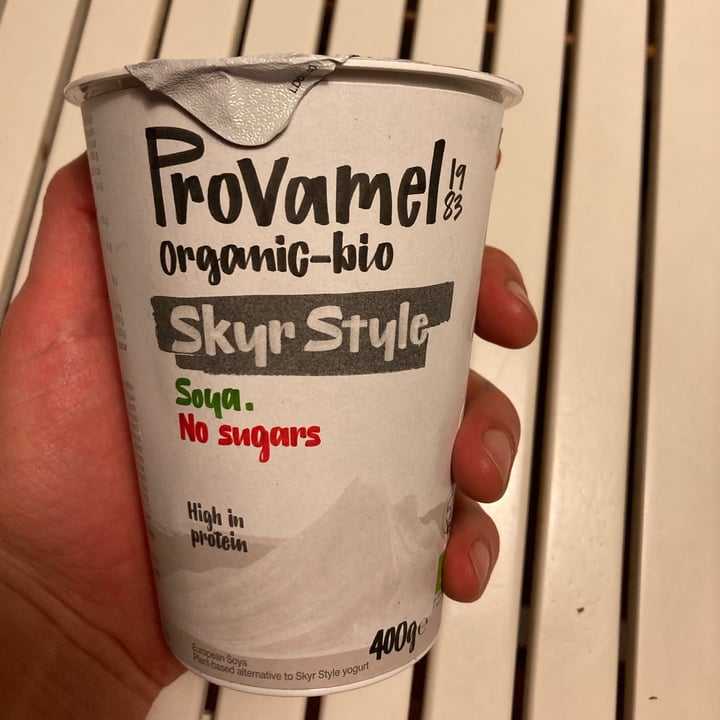 Provamel
19
83
organic-bio
Skyr Style
Soya.
No sugars
High in
protein
400g e
European Soya
Plant-based alternative to Skyr Style yogurt